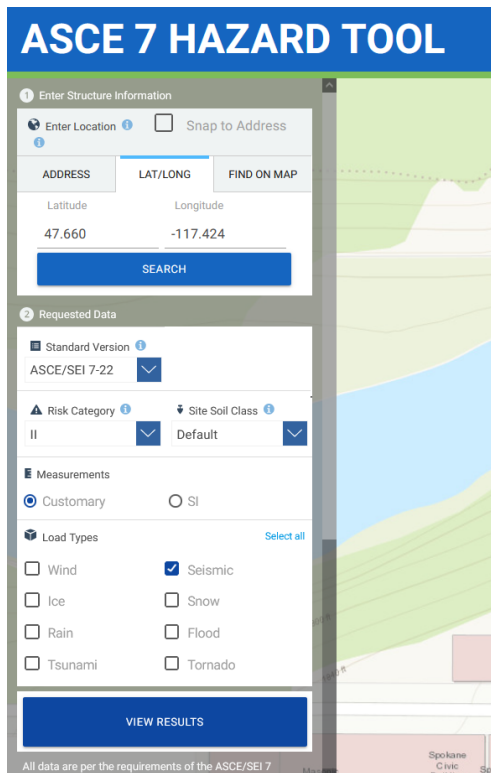 ASCE 7 HAZARD TOOL
1 Enter Structure Information
Enter Location Snap to Address
ADDRESS LAT/LONG FIND ON MAP
Latitude Longitude
47.660 -117.424
SEARCH
2 Requested Data
Standard Version
ASCE/SEI 7-22
Risk Category Site Soil Class
II Default
Measurements
Customary SI
Load Types Select all
Wind Seismic
Ice Snow
Rain Flood
Tsunami Tornado
VIEW RESULTS
All data are per the requirements of the ASCE/SEI 7
Spokane
Civic